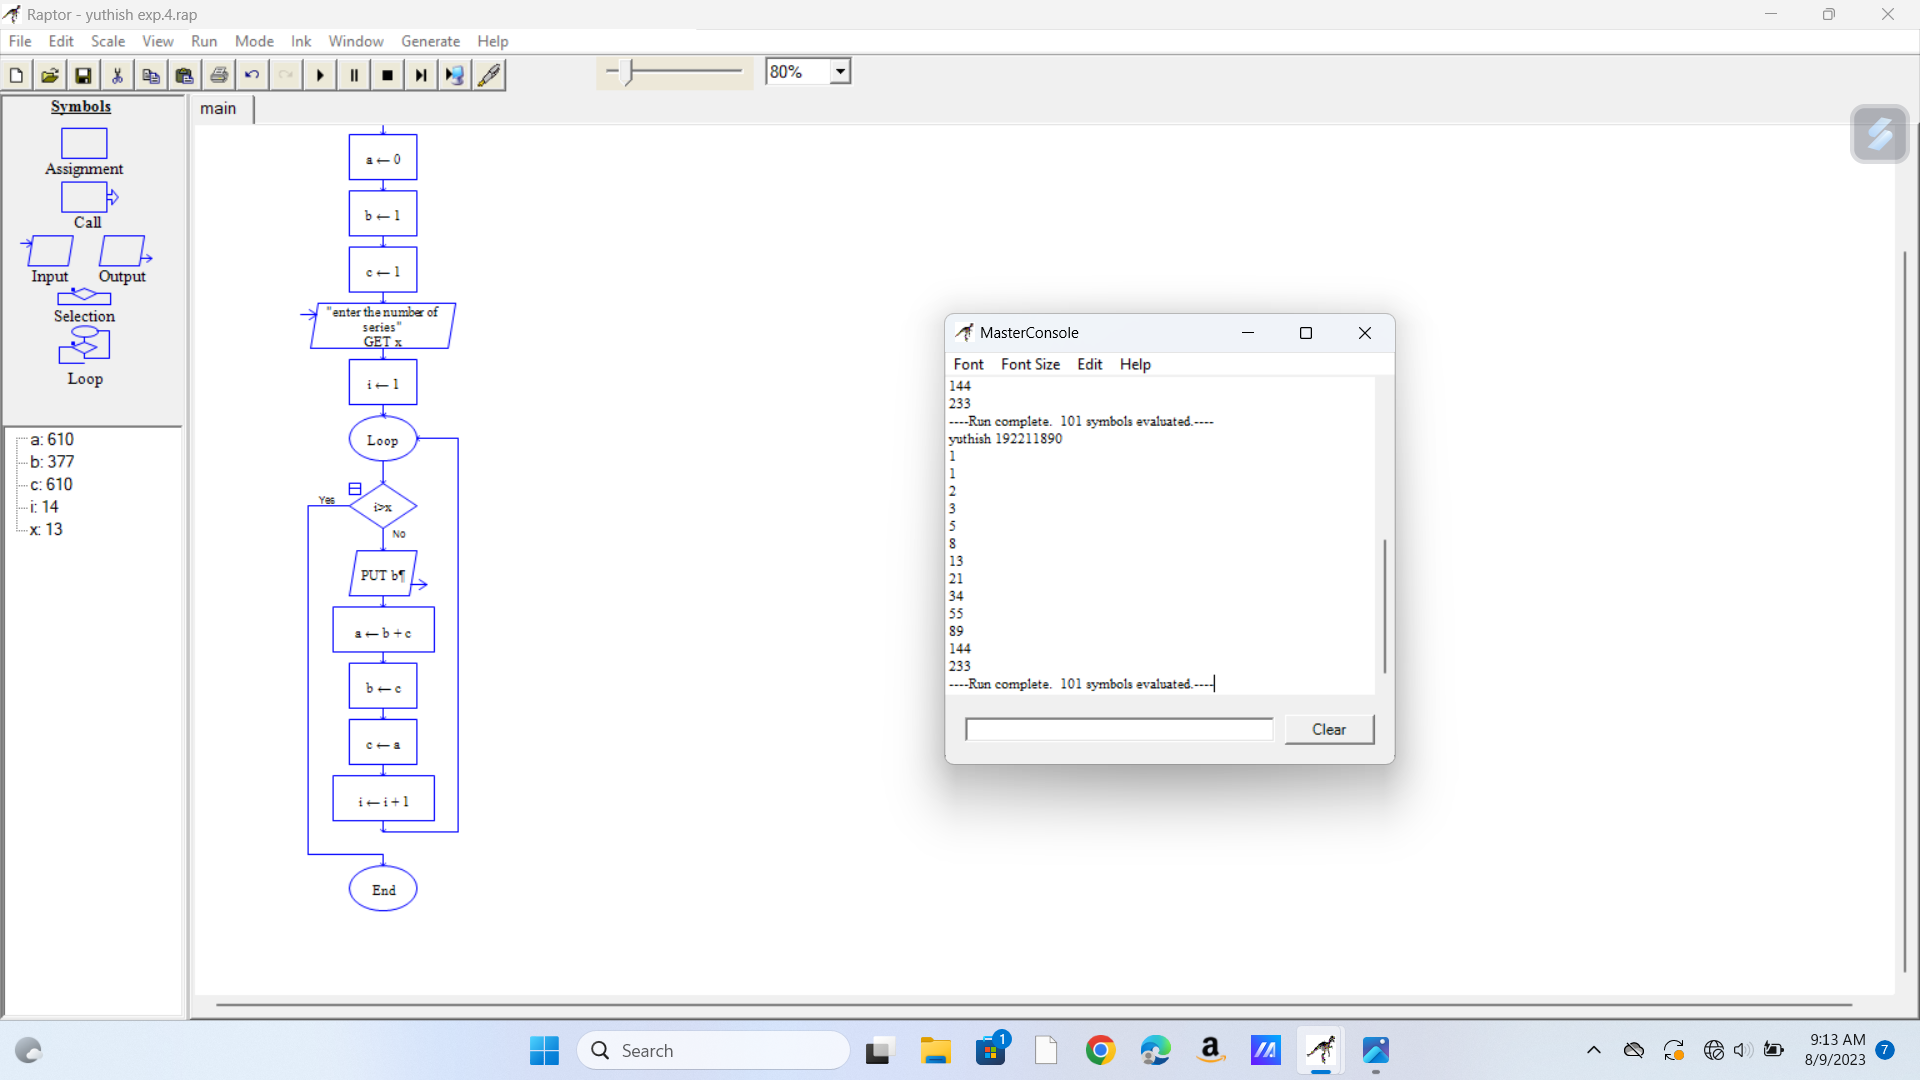 Raptor - yuthish exp.4.rap
File Edit Scale View Run Mode Ink Window Generate Help
80%
Symbols
Assignment
Call
Input Output
Selection
Loop
a: 610
b: 377
c: 610
i: 14
x: 13
main
a ← 0
b ← 1
c ← 1
"enter the number of
series"
GET x
i ← 1
Loop
Yes
i>x
No
PUT b¶
a ← b + c
b ← c
c ← a
i ← i + 1
End
MasterConsole
Font Font Size Edit Help
144
233
----Run complete.  101 symbols evaluated.----
yuthish 192211890
1
1
2
3
5
8
13
21
34
55
89
144
233
----Run complete.  101 symbols evaluated.----
Clear
Search
1
9:13 AM
8/9/2023
7